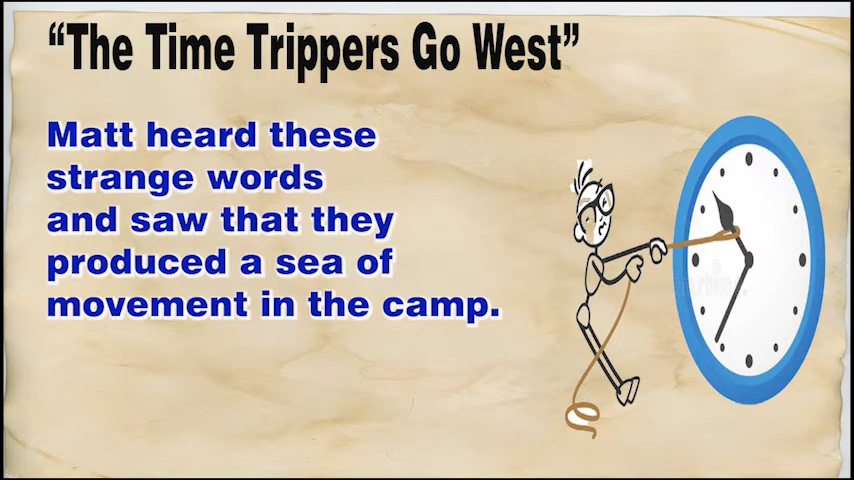 “The Time Trippers Go West”
Matt heard these
strange words
and saw that they
produced a sea of
movement in the camp.